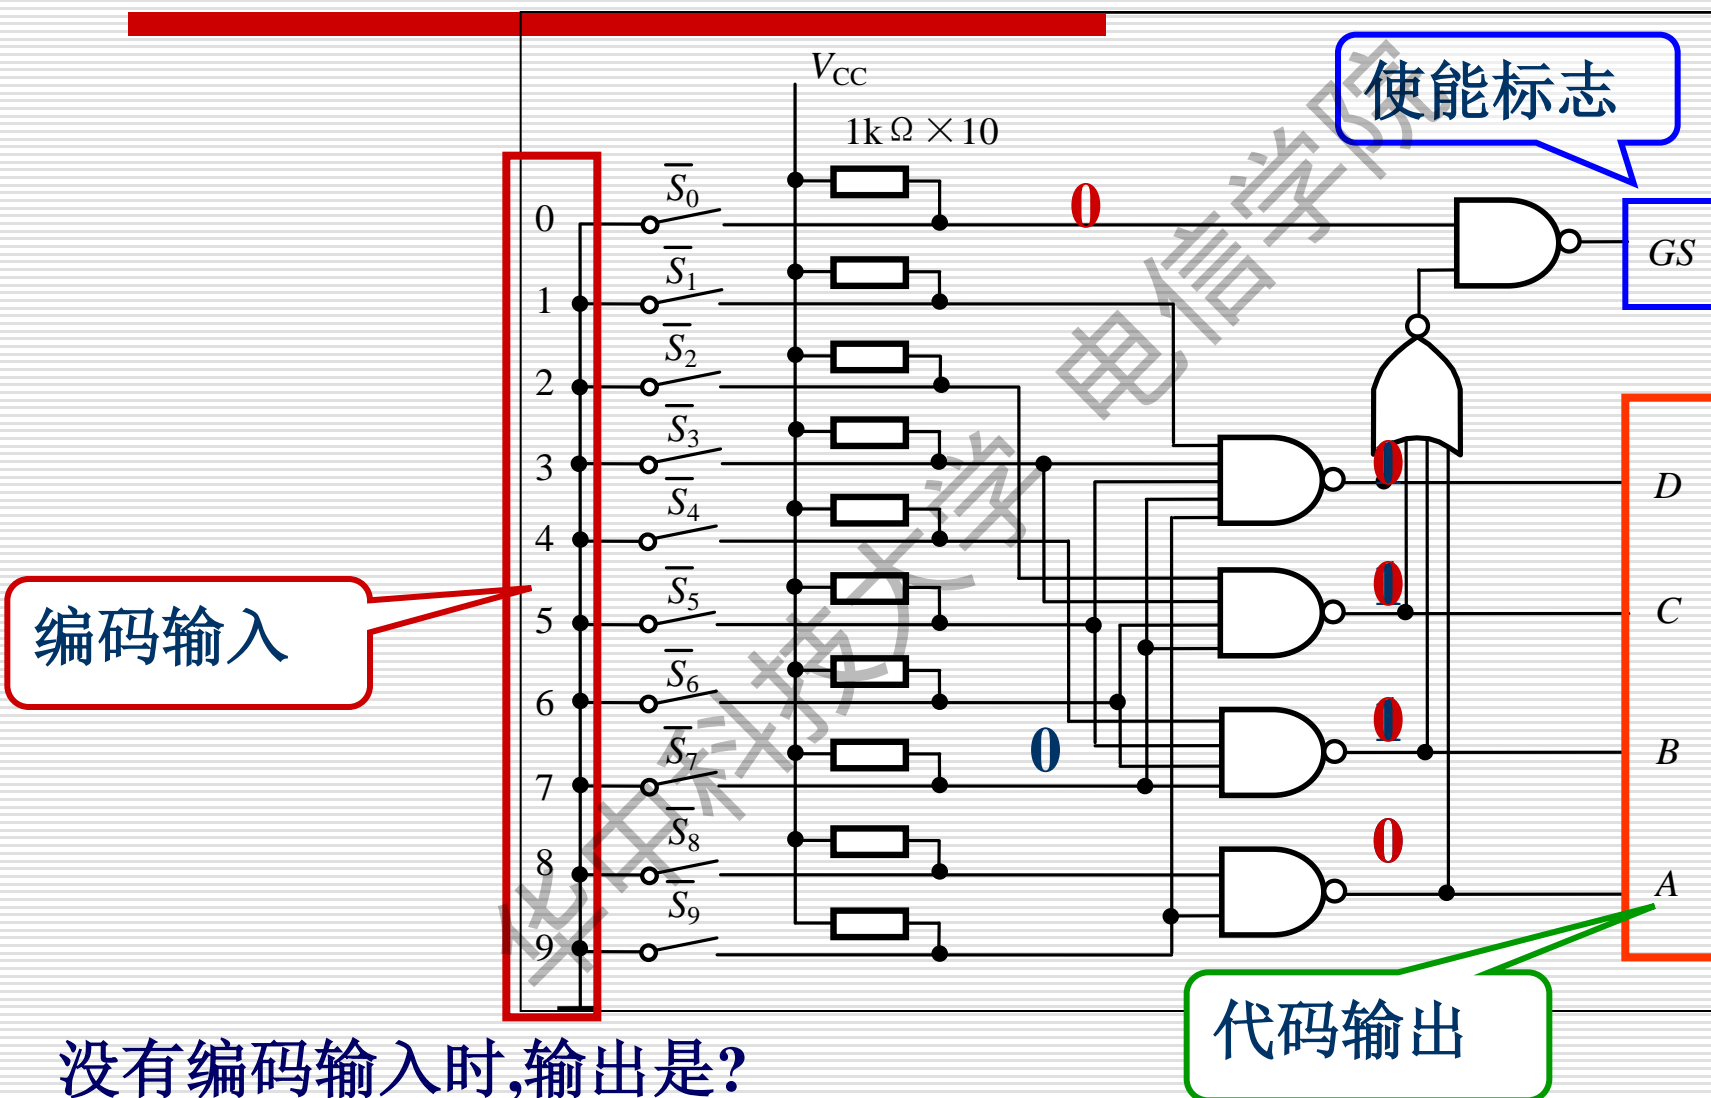 V_CC
1kΩ×10
使能标志
0 S̅₀ 0 GS
1 S̅₁
2 S̅₂
3 S̅₃ 0 D
4 S̅₄
5 S̅₅ 0 C
编码输入
6 S̅₆
7 S̅₇ 0 0 B
8 S̅₈ 0
9 S̅₉ A
代码输出
没有编码输入时,输出是?
华中科技大学 电信学院